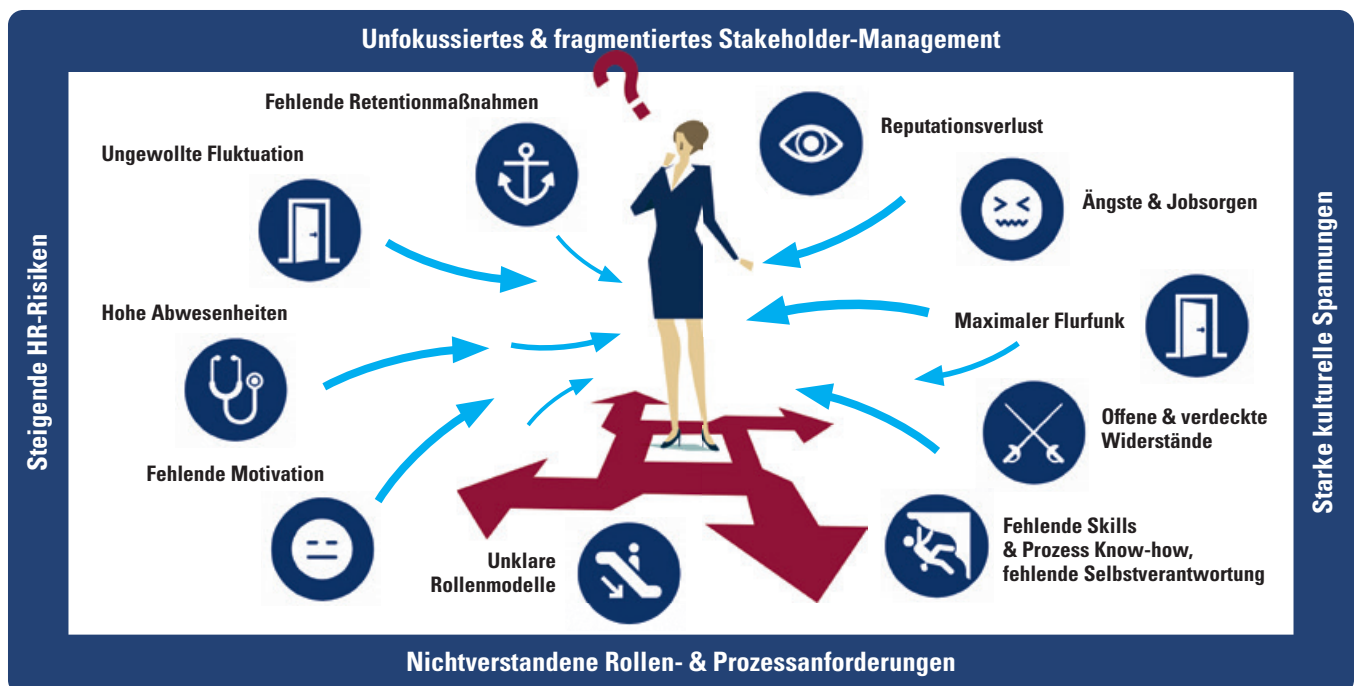 Unfokussiertes & fragmentiertes Stakeholder-Management
?
Fehlende Retentionmaßnahmen
Reputationsverlust
Ungewollte Fluktuation
Ängste & Jobsorgen
Steigende HR-Risiken
Starke kulturelle Spannungen
Hohe Abwesenheiten
Maximaler Flurfunk
Offene & verdeckte
Widerstände
Fehlende Motivation
Unklare
Rollenmodelle
Fehlende Skills
& Prozess Know-how,
fehlende Selbstverantwortung
Nichtverstandene Rollen- & Prozessanforderungen